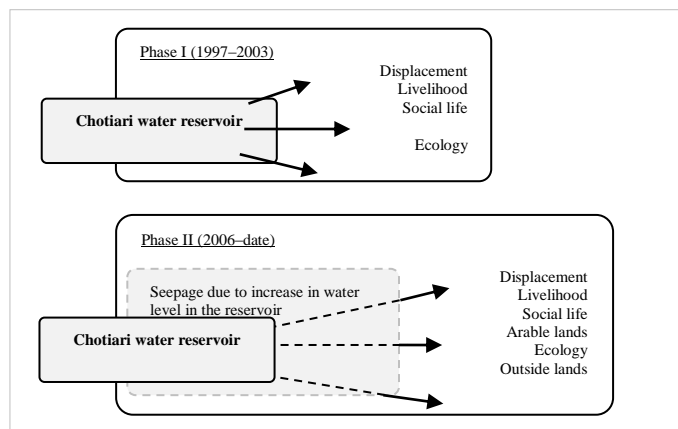 Phase I (1997–2003)
Displacement
Livelihood
Social life
Chotiari water reservoir
Ecology
Phase II (2006–date)
Displacement
Livelihood
Social life
Arable lands
Ecology
Outside lands
Seepage due to increase in water
level in the reservoir
Chotiari water reservoir